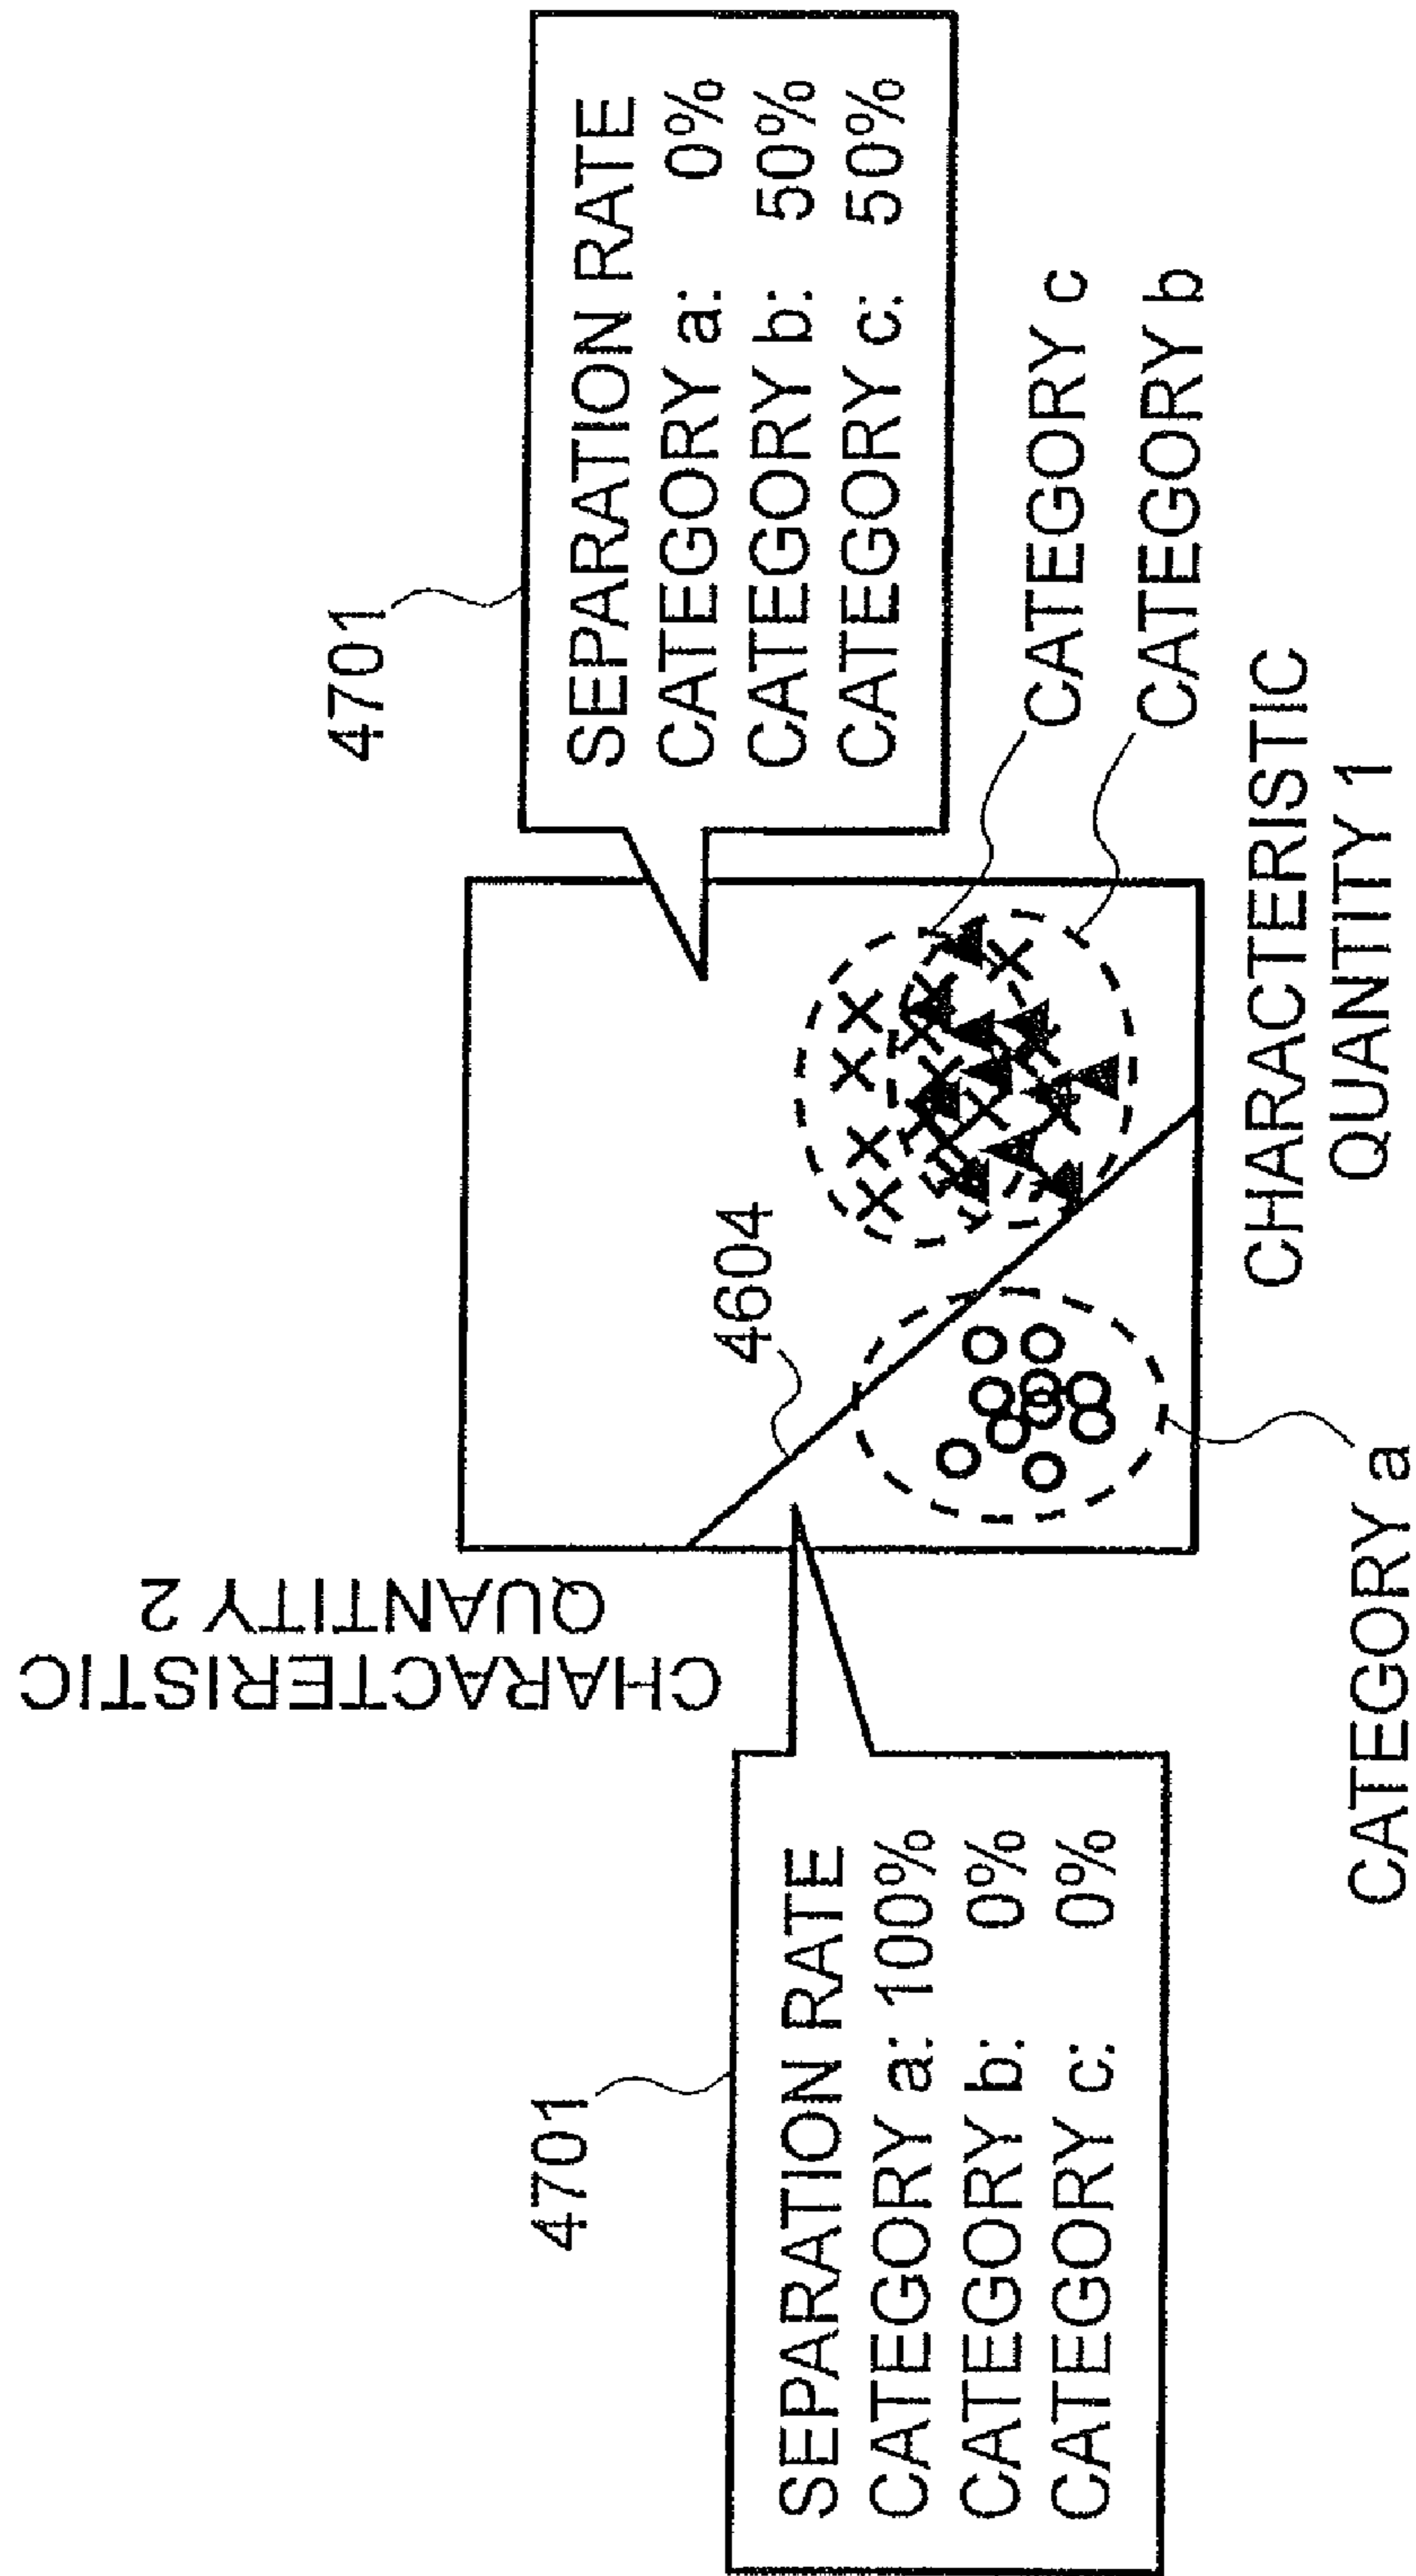 4701
SEPARATION RATE
CATEGORY a: 100%
CATEGORY b: 0%
CATEGORY c: 0%
CHARACTERISTIC
QUANTITY 2
4604
4701
SEPARATION RATE
CATEGORY a: 0%
CATEGORY b: 50%
CATEGORY c: 50%
CATEGORY c
CATEGORY b
CHARACTERISTIC
QUANTITY 1
CATEGORY a